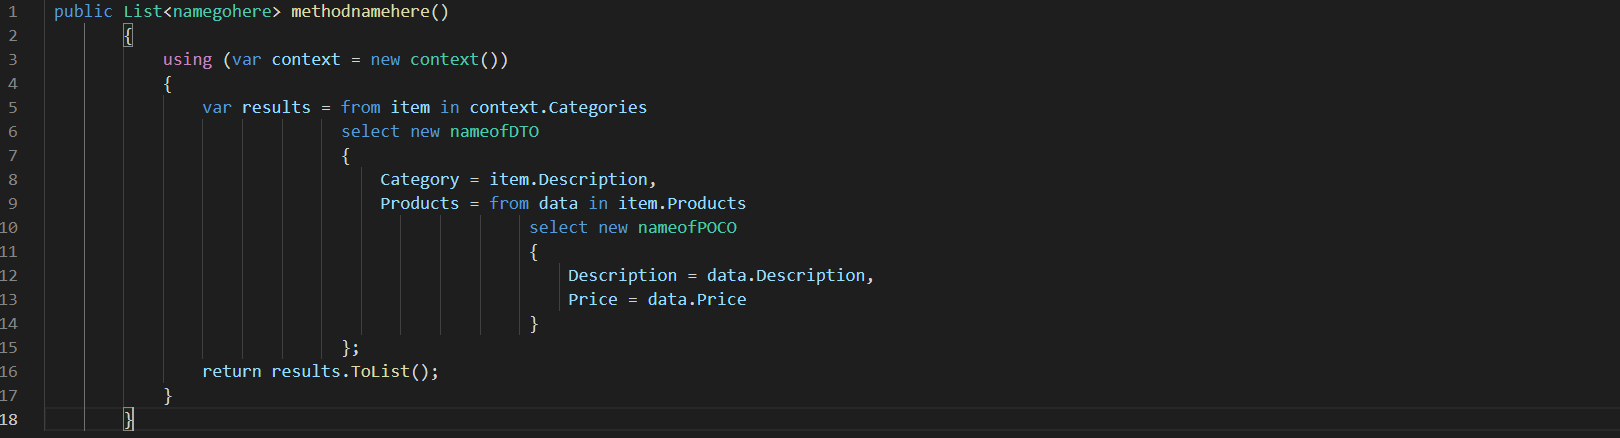 1 public List<namegohere> methodnamehere()
2 {
3 using (var context = new context())
4 {
5 var results = from item in context.Categories
6 select new nameofDTO
7 {
8 Category = item.Description,
9 Products = from data in item.Products
10 select new nameofPOCO
11 {
12 Description = data.Description,
13 Price = data.Price
14 }
15 };
16 return results.ToList();
17 }
18 }